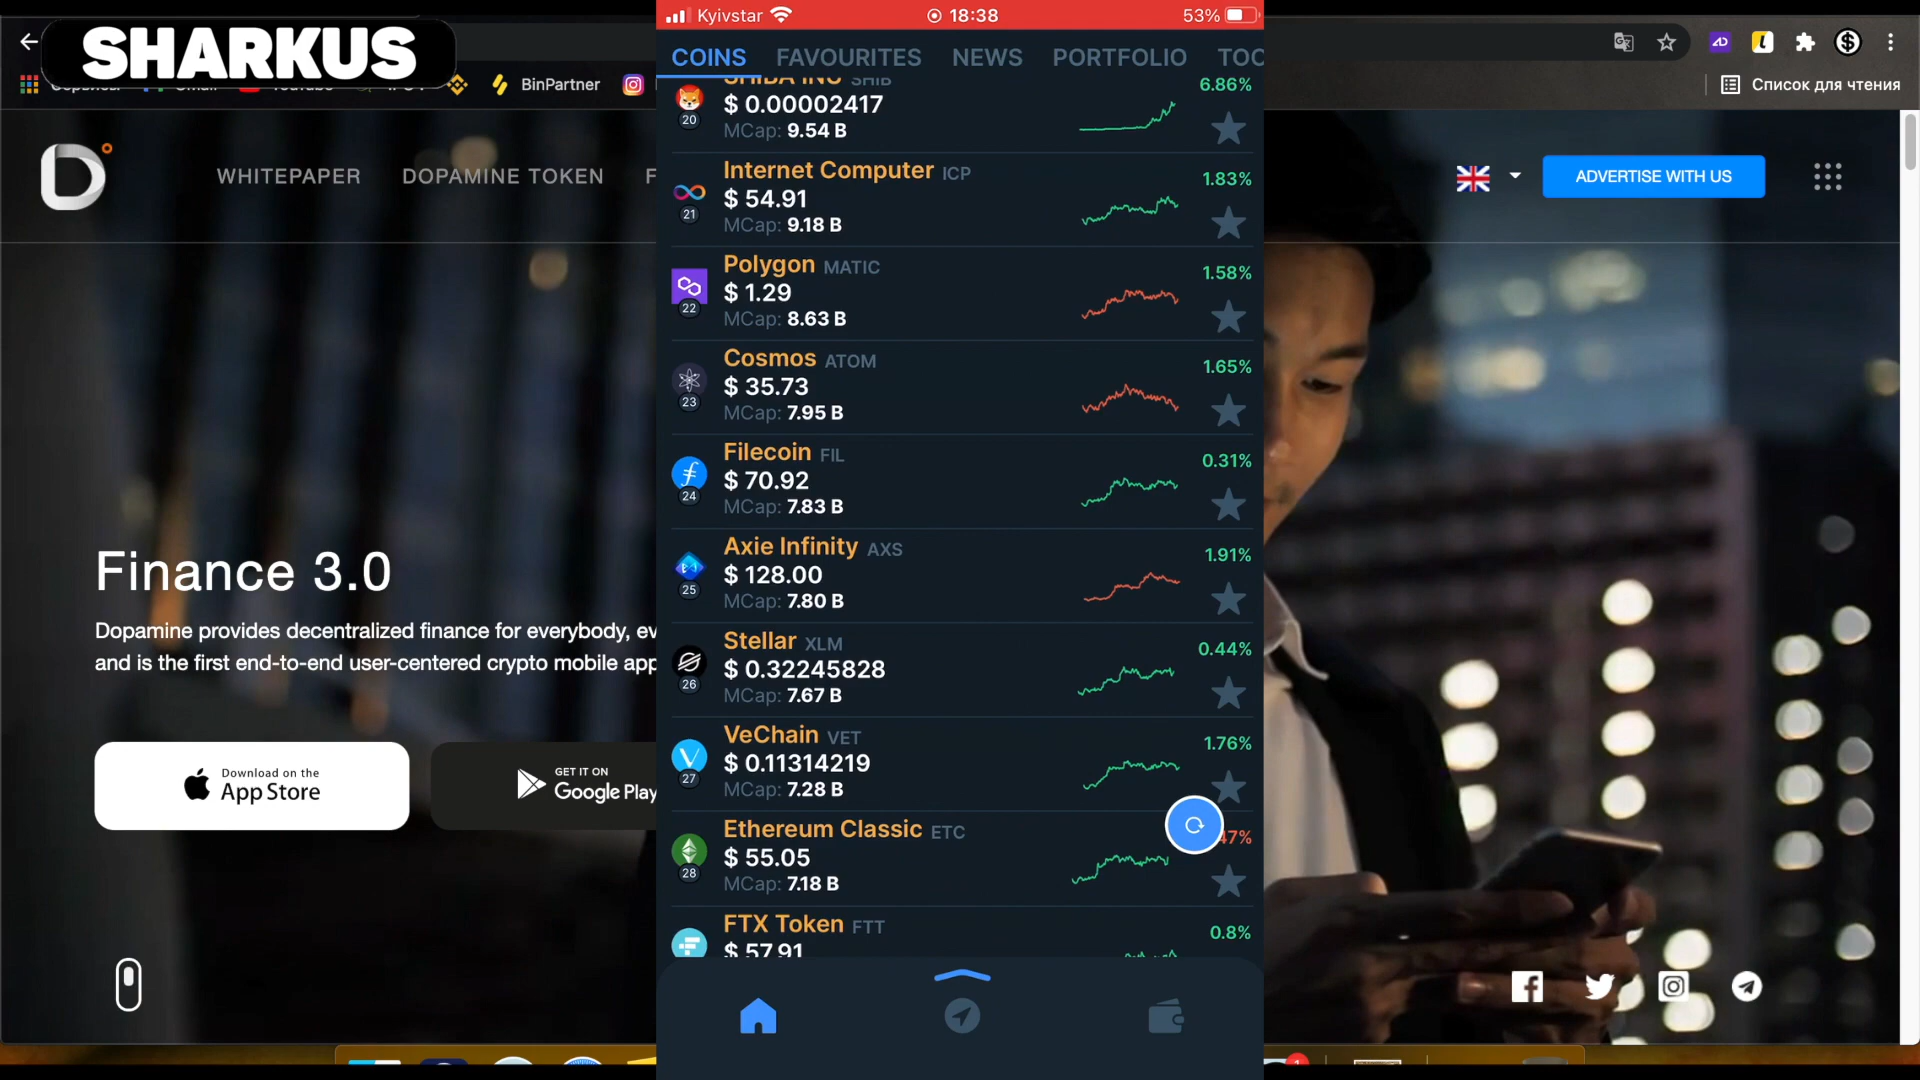 SHARKUS
BinPartner
Список для чтения
WHITEPAPER
DOPAMINE TOKEN
F
ADVERTISE WITH US
Finance 3.0
Dopamine provides decentralized finance for everybody, ev
and is the first end-to-end user-centered crypto mobile app
Download on the
App Store
GET IT ON
Google Play
Kyivstar
18:38
53%
COINS
FAVOURITES
NEWS
PORTFOLIO
TOO
SHIBA INU SHIB
6.86%
20
$ 0.00002417
MCap: 9.54 B
Internet Computer ICP
1.83%
21
$ 54.91
MCap: 9.18 B
Polygon MATIC
1.58%
22
$ 1.29
MCap: 8.63 B
Cosmos ATOM
1.65%
23
$ 35.73
MCap: 7.95 B
Filecoin FIL
0.31%
24
$ 70.92
MCap: 7.83 B
Axie Infinity AXS
1.91%
25
$ 128.00
MCap: 7.80 B
Stellar XLM
0.44%
26
$ 0.32245828
MCap: 7.67 B
VeChain VET
1.76%
27
$ 0.11314219
MCap: 7.28 B
Ethereum Classic ETC
47%
28
$ 55.05
MCap: 7.18 B
FTX Token FTT
0.8%
$ 57.91